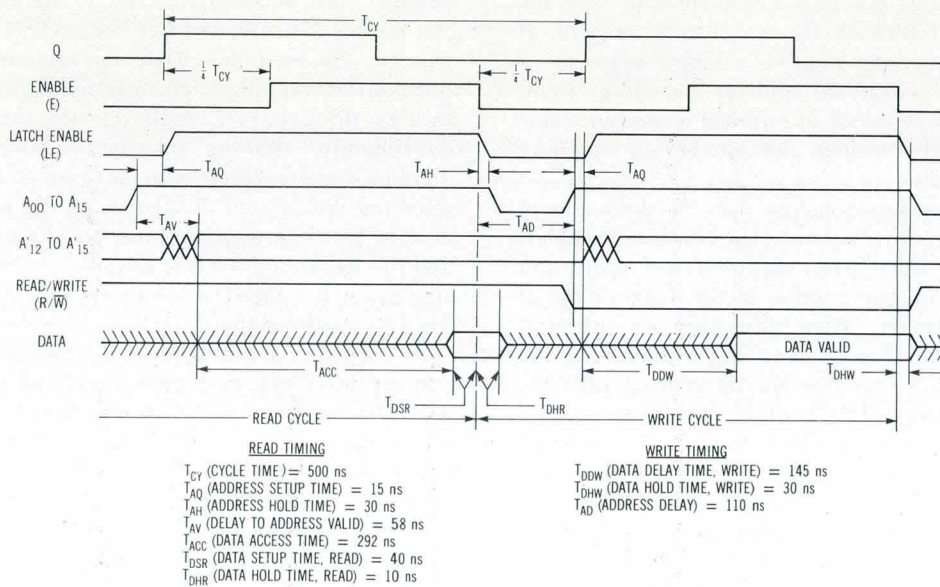 T_CY
Q
¼ T_CY ¼ T_CY
ENABLE
(E)
LATCH ENABLE
(LE)
T_AQ T_AH T_AQ
A₀₀ TO A₁₅
T_AV T_AD
A'₁₂ TO A'₁₅
READ/WRITE
(R/W̅)
DATA DATA VALID
T_ACC T_DDW T_DHW
T_DSR T_DHR
READ CYCLE WRITE CYCLE
READ TIMING
T_CY (CYCLE TIME) = 500 ns
T_AQ (ADDRESS SETUP TIME) = 15 ns
T_AH (ADDRESS HOLD TIME) = 30 ns
T_AV (DELAY TO ADDRESS VALID) = 58 ns
T_ACC (DATA ACCESS TIME) = 292 ns
T_DSR (DATA SETUP TIME, READ) = 40 ns
T_DHR (DATA HOLD TIME, READ) = 10 ns
WRITE TIMING
T_DDW (DATA DELAY TIME, WRITE) = 145 ns
T_DHW (DATA HOLD TIME, WRITE) = 30 ns
T_AD (ADDRESS DELAY) = 110 ns